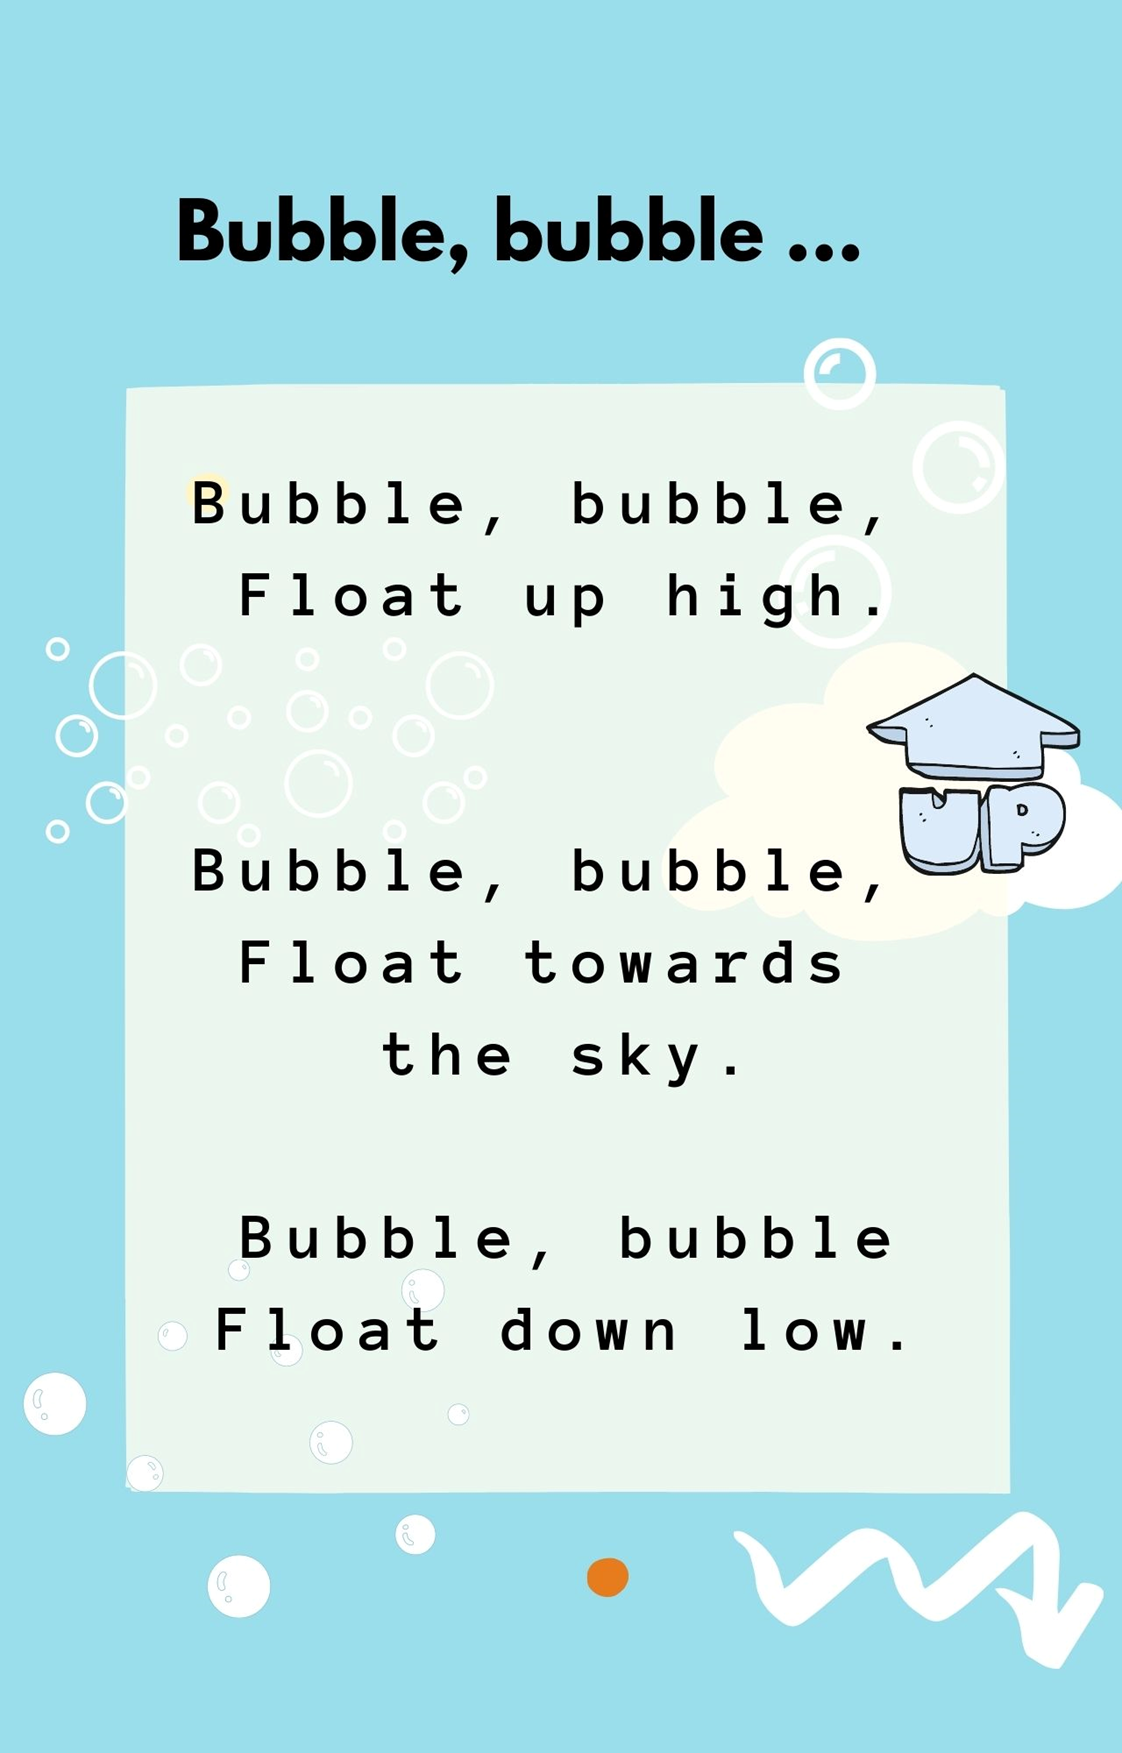 Bubble, bubble ...
Bubble, bubble,
Float up high.
UP
Bubble, bubble,
Float towards
the sky.
Bubble, bubble
Float down low.